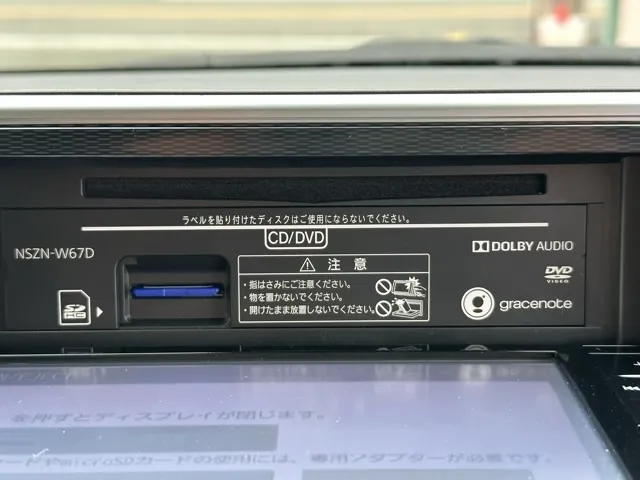 ラベルを貼り付けたディスクはご使用にならないでください。
CD/DVD
NSZN-W67D
DOLBY AUDIO
注意
・指はさみにご注意ください。
・物を置かないでください。
・開けたまま放置しないでください。
DVD
VIDEO
SD
HC
gracenote
を押すとディスプレイが閉じます。
カードやmicroSDカードの使用には、専用アダプターが必要です。